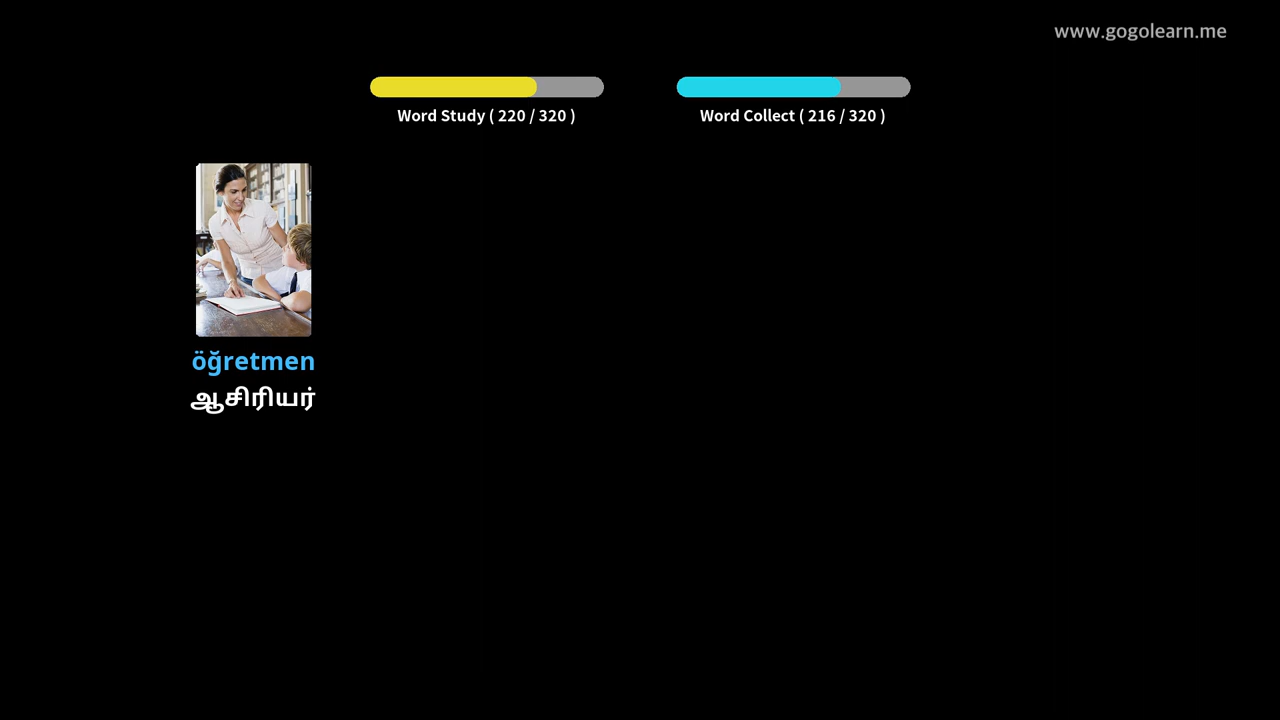 www.gogolearn.me
Word Study ( 220 / 320 )
Word Collect ( 216 / 320 )
öğretmen
ஆசிரியர்